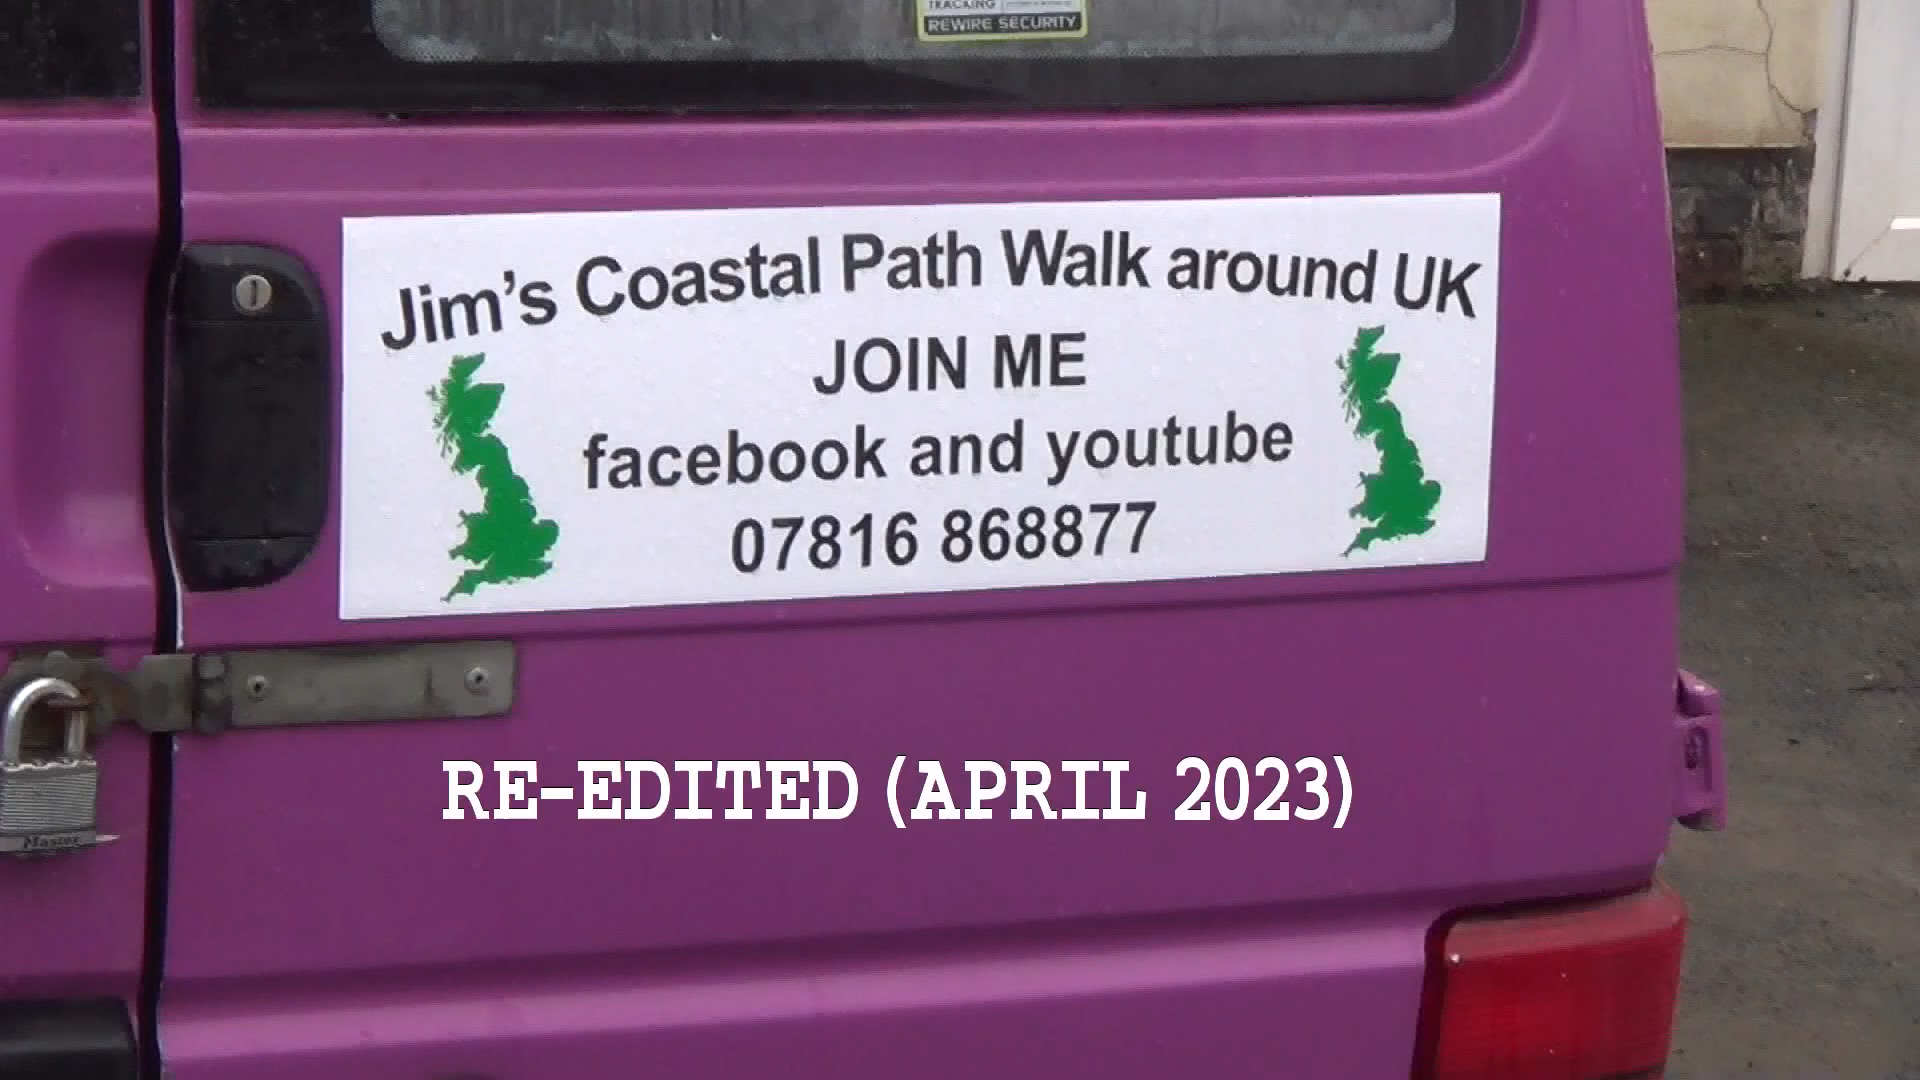 TRACKING
REWIRE SECURITY
Jim's Coastal Path Walk around UK
JOIN ME
facebook and youtube
07816 868877
RE-EDITED (APRIL 2023)
Master